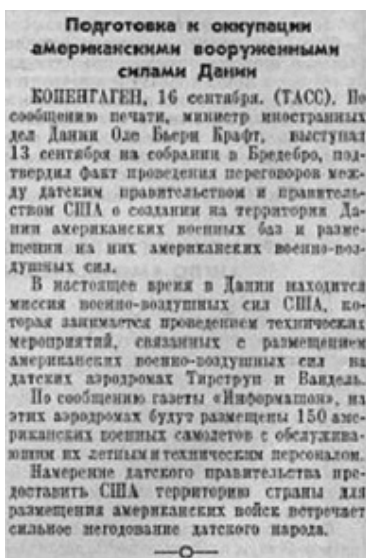 Подготовка к оккупации
американскими вооруженными
силами Дании
КОПЕНГАГЕН, 16 сентября. (ТАСС). По
сообщению печати, министр иностранных
дел Дании Оле Бьерн Крафт, выступая
13 сентября на собрании в Бредебро, под-
твердил факт проведения переговоров меж-
ду датским правительством и правитель-
ством США о создании на территории Да-
нии американских военных баз и разме-
щении на них американских военно-воз-
душных сил.
В настоящее время в Дании находится
миссия военно-воздушных сил США, ко-
торая занимается проведением технических
мероприятий, связанных с размещением
американских военно-воздушных сил на
датских аэродромах Тирструп и Вандель.
По сообщению газеты «Информашон», на
этих аэродромах будут размещены 150 аме-
риканских военных самолетов с обслужива-
ющим их летным и техническим персоналом.
Намерение датского правительства пре-
доставить США территорию страны для
размещения американских войск встречает
сильное негодование датского народа.